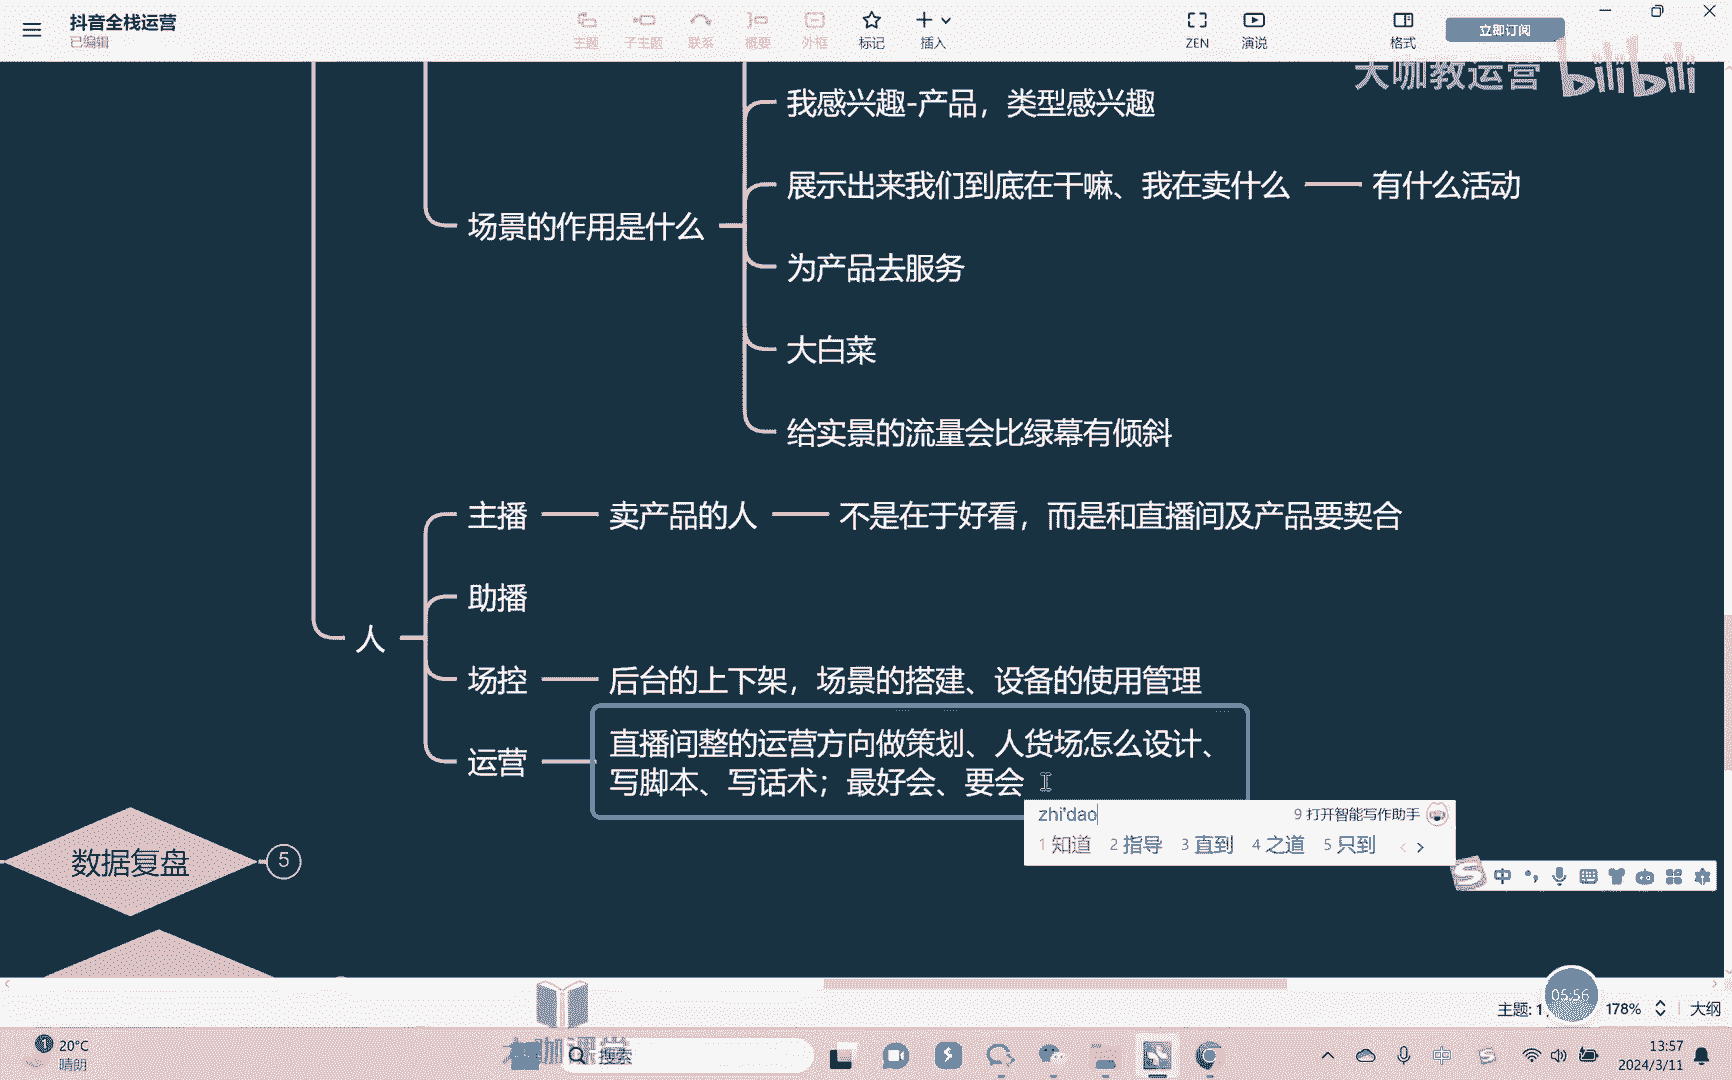 抖音全栈运营
已编辑
主题
子主题
联系
概要
外框
标记
插入
ZEN
演说
格式
立即订阅
大咖教运营 bilibili
我感兴趣-产品，类型感兴趣
展示出来我们到底在干嘛、我在卖什么
有什么活动
场景的作用是什么
为产品去服务
大白菜
给实景的流量会比绿幕有倾斜
主播
卖产品的人
不是在于好看，而是和直播间及产品要契合
助播
人
场控
后台的上下架，场景的搭建、设备的使用管理
运营
直播间整的运营方向做策划、人货场怎么设计、
写脚本、写话术；最好会、要会
zhi'dao
9 打开智能写作助手
1 知道 2 指导 3 直到 4 之道 5 只到
中
数据复盘
5
05:56
主题: 1
178%
大纲
1
20°C
晴朗
大咖课堂
搜索
中
13:57
2024/3/11